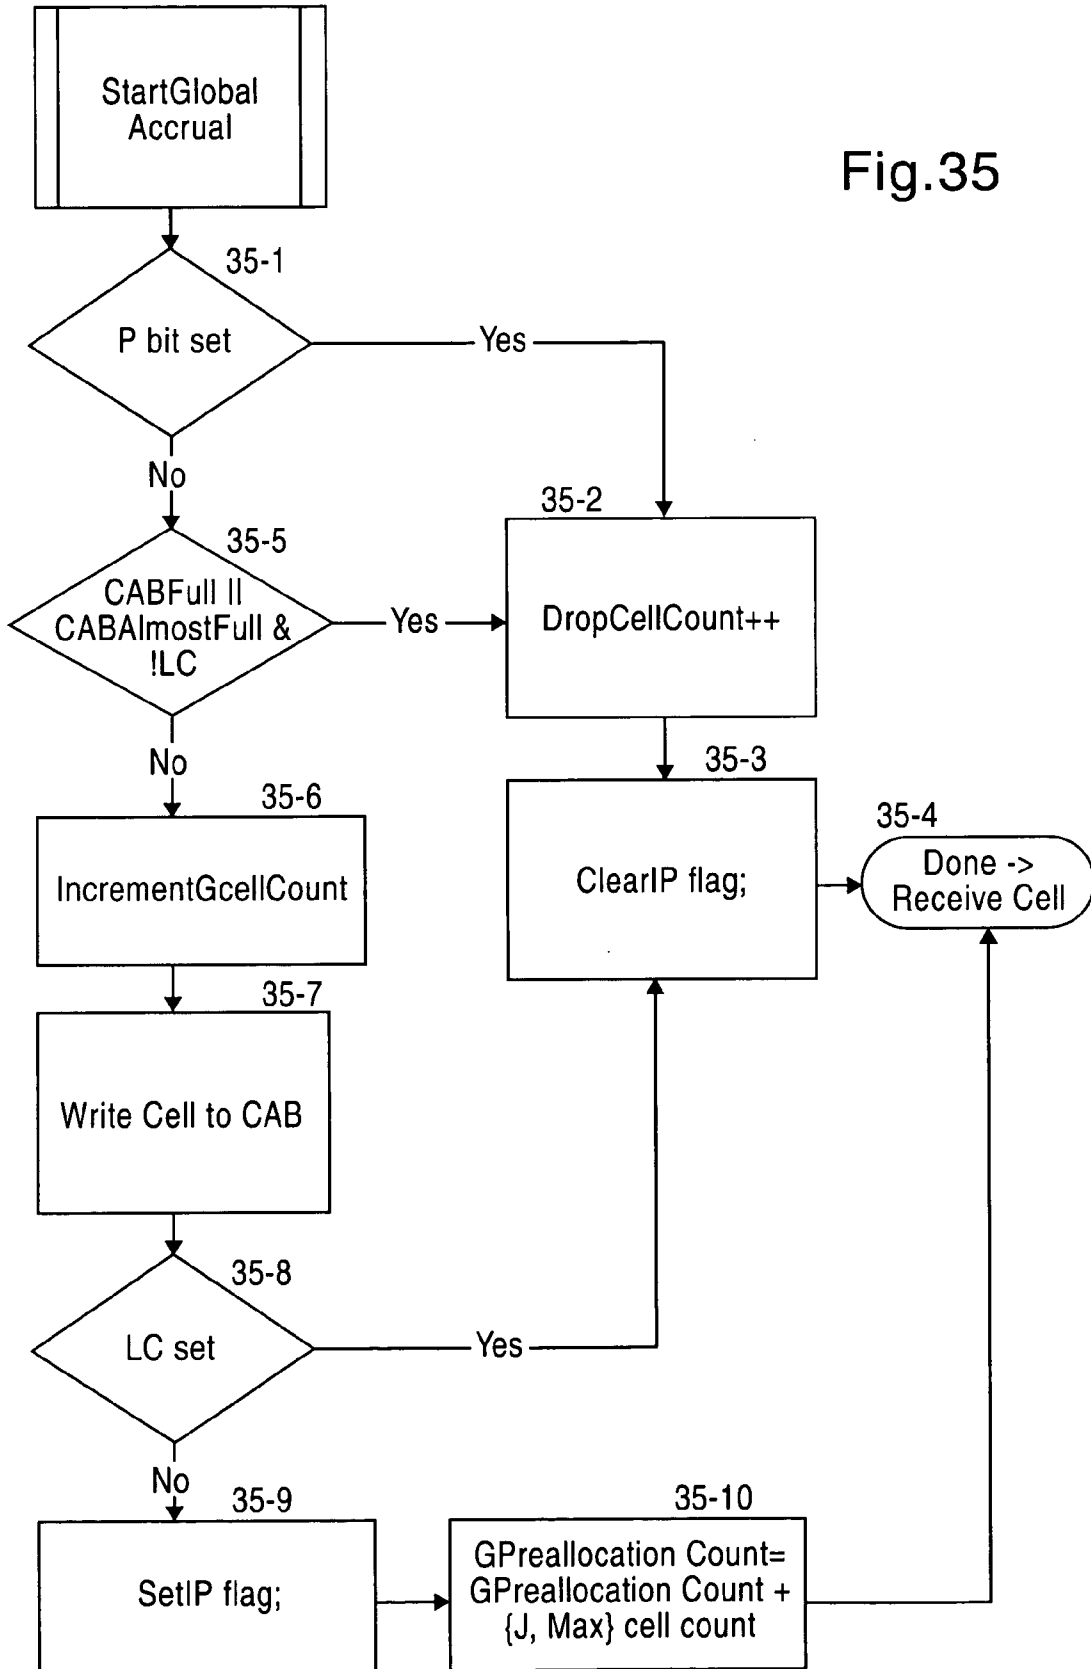 StartGlobal
Accrual
Fig.35
35-1
P bit set
Yes
No
35-5
CABFull ||
CABAlmostFull &
!LC
Yes
35-2
DropCellCount++
No
35-3
ClearIP flag;
35-4
Done ->
Receive Cell
35-6
IncrementGcellCount
35-7
Write Cell to CAB
35-8
LC set
Yes
No
35-9
SetIP flag;
35-10
GPreallocation Count=
GPreallocation Count +
{J, Max} cell count